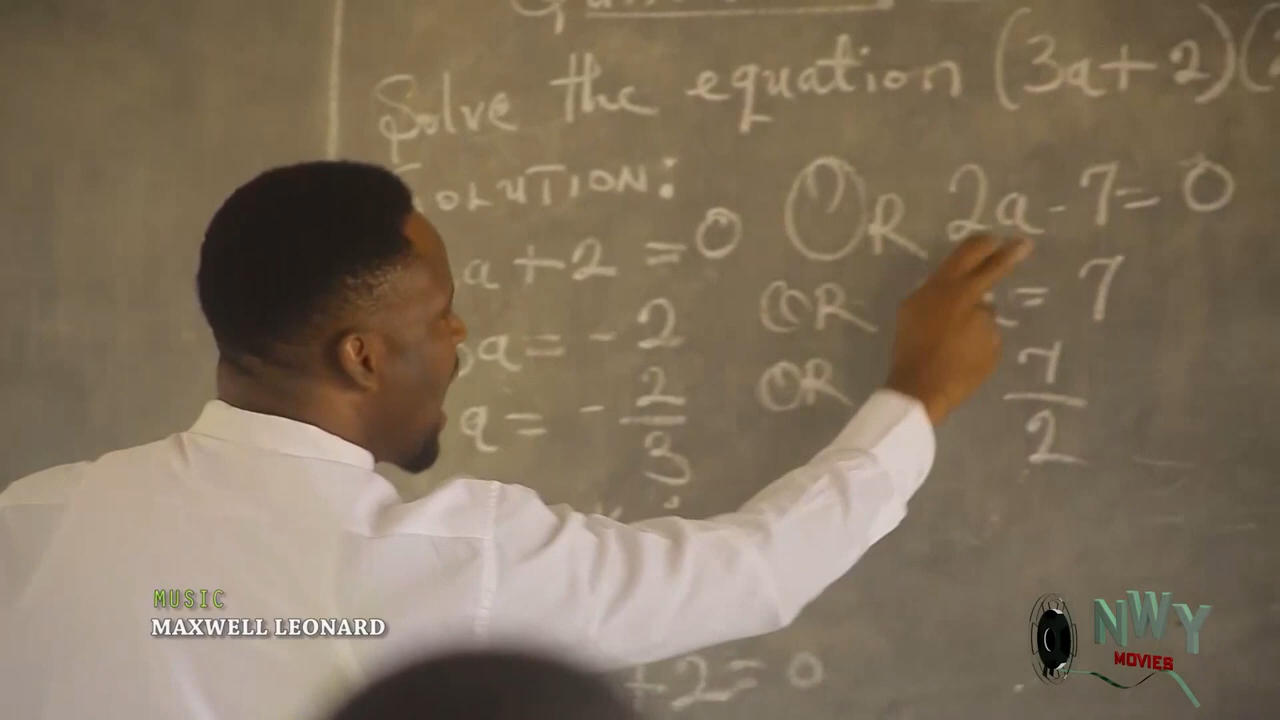 Solve the equation (3a+2)(
SOLUTION:
a+2=0 OR 2a-7=0
a=-2 OR = 7
a=-2/3 OR 7/2
+2=0
MUSIC
MAXWELL LEONARD
NWY
MOVIES